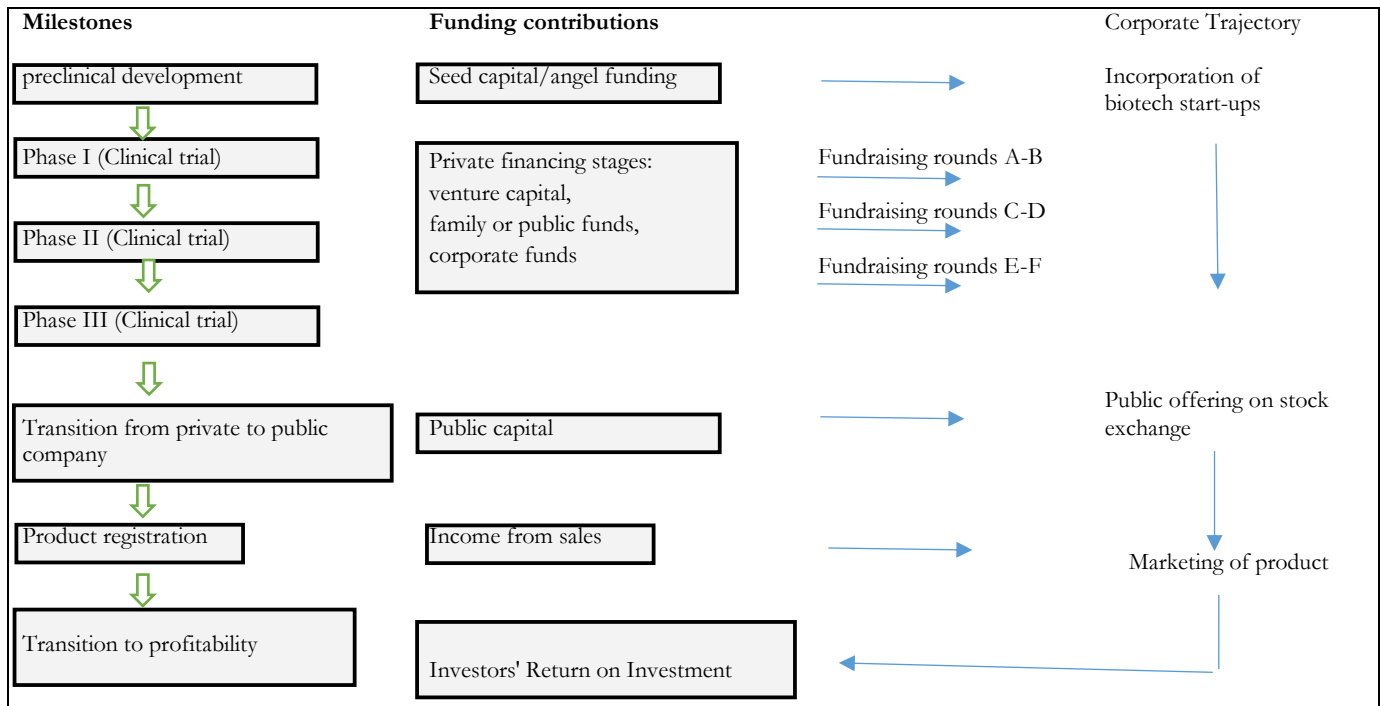 Milestones
Funding contributions
Corporate Trajectory
preclinical development
Seed capital/angel funding
Incorporation of
biotech start-ups
Phase I (Clinical trial)
Private financing stages:
venture capital,
family or public funds,
corporate funds
Fundraising rounds A-B
Phase II (Clinical trial)
Fundraising rounds C-D
Fundraising rounds E-F
Phase III (Clinical trial)
Transition from private to public
company
Public capital
Public offering on stock
exchange
Product registration
Income from sales
Marketing of product
Transition to profitability
Investors' Return on Investment